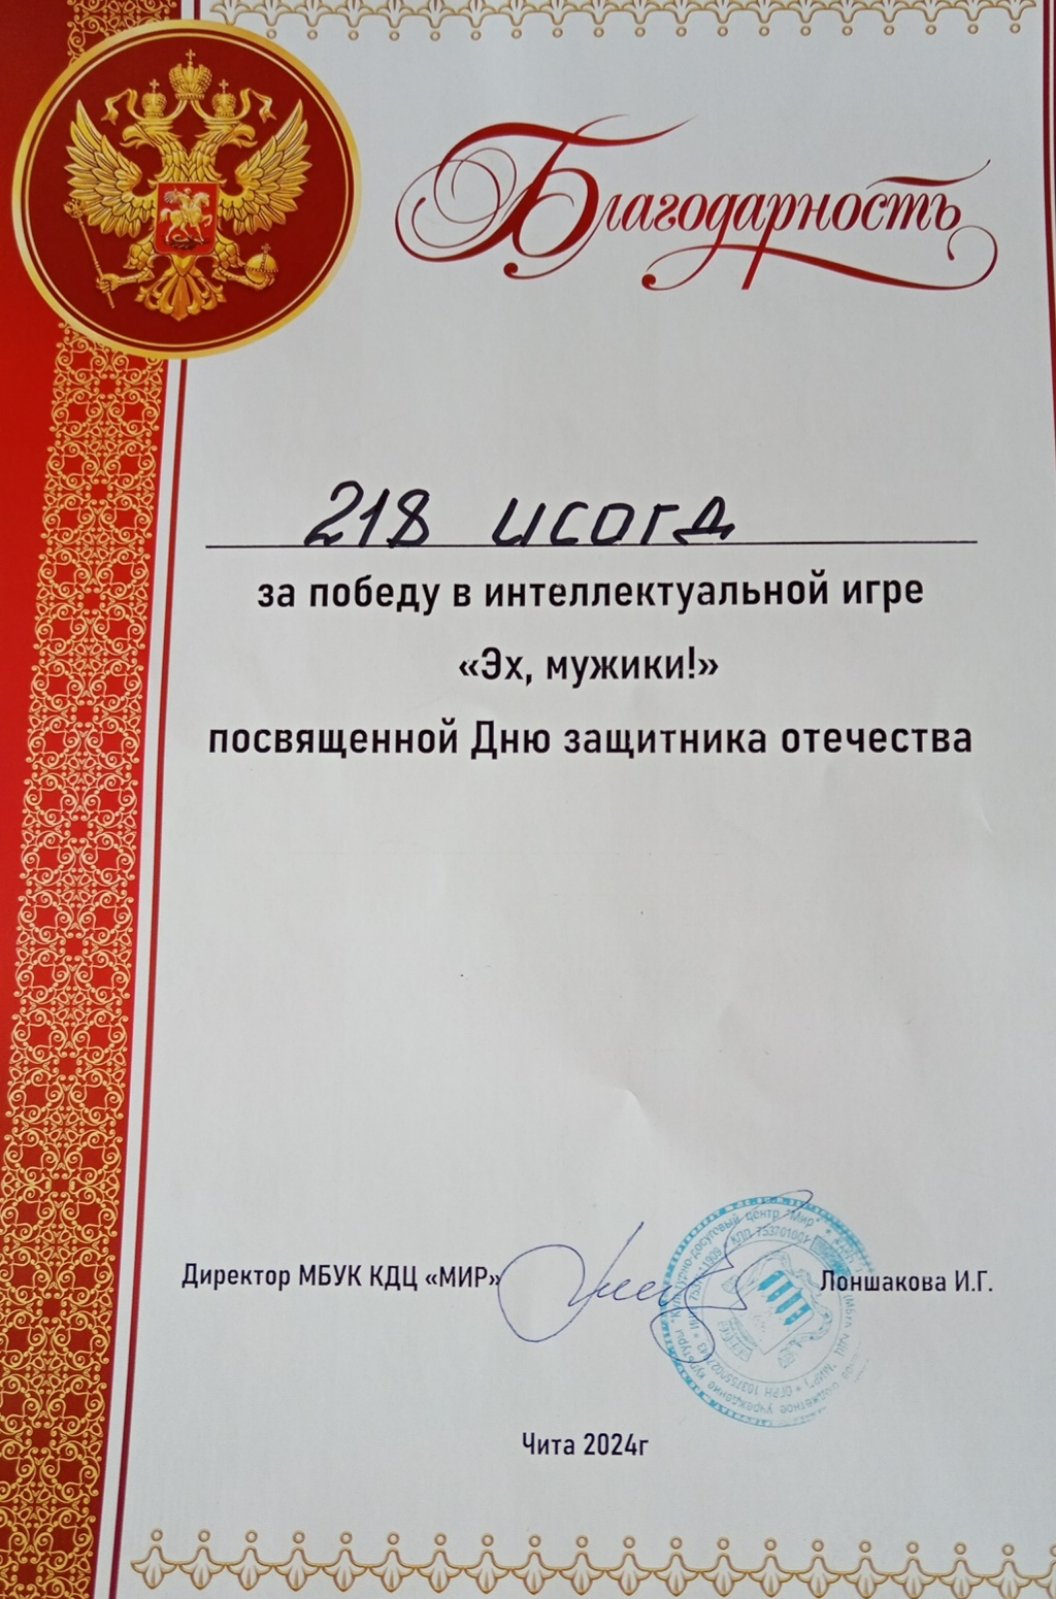 Благодарность
218 исогд
за победу в интеллектуальной игре
«Эх, мужики!»
посвященной Дню защитника отечества
Директор МБУК КДЦ «МИР»
Лоншакова И.Г.
Чита 2024г